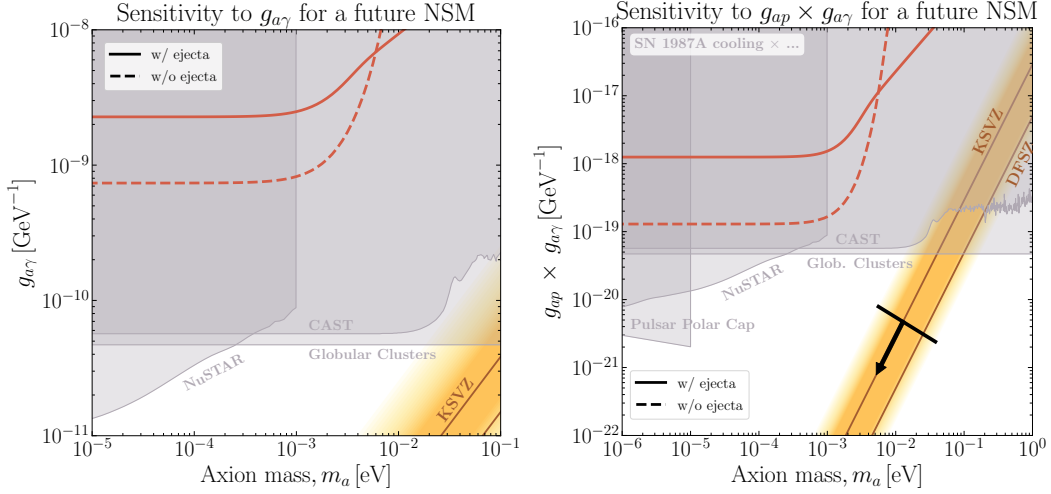 Sensitivity to g_{aγ} for a future NSM
w/ ejecta
w/o ejecta
10^{-8}
10^{-9}
10^{-10}
10^{-11}
g_{aγ} [GeV^{-1}]
CAST
Globular Clusters
NuSTAR
KSVZ
10^{-5}
10^{-4}
10^{-3}
10^{-2}
10^{-1}
Axion mass, m_a [eV]
Sensitivity to g_{ap} × g_{aγ} for a future NSM
SN 1987A cooling × ...
10^{-16}
10^{-17}
10^{-18}
10^{-19}
10^{-20}
10^{-21}
10^{-22}
g_{ap} × g_{aγ} [GeV^{-1}]
KSVZ
DFSZ
CAST
Glob. Clusters
NuSTAR
Pulsar Polar Cap
w/ ejecta
w/o ejecta
10^{-6}
10^{-5}
10^{-4}
10^{-3}
10^{-2}
10^{-1}
10^{0}
Axion mass, m_a [eV]